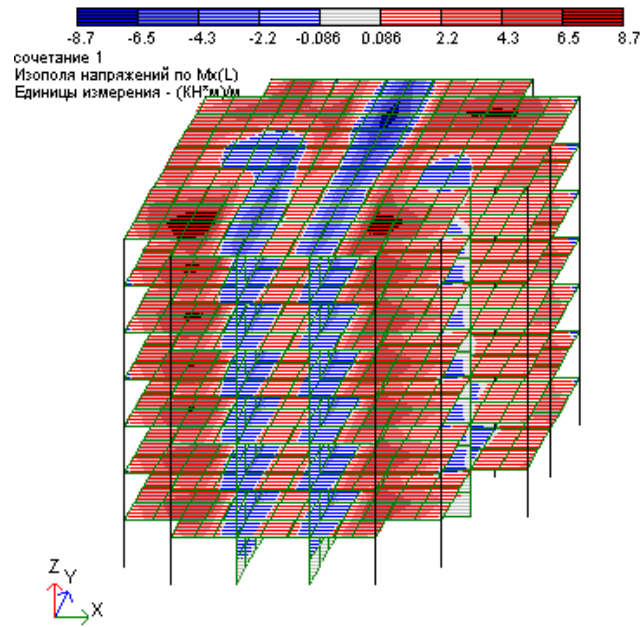 -8.7 -6.5 -4.3 -2.2 -0.086 0.086 2.2 4.3 6.5 8.7
сочетание 1
Изополя напряжений по Mx(L)
Единицы измерения - (КН*м)/м
Z
Y
X